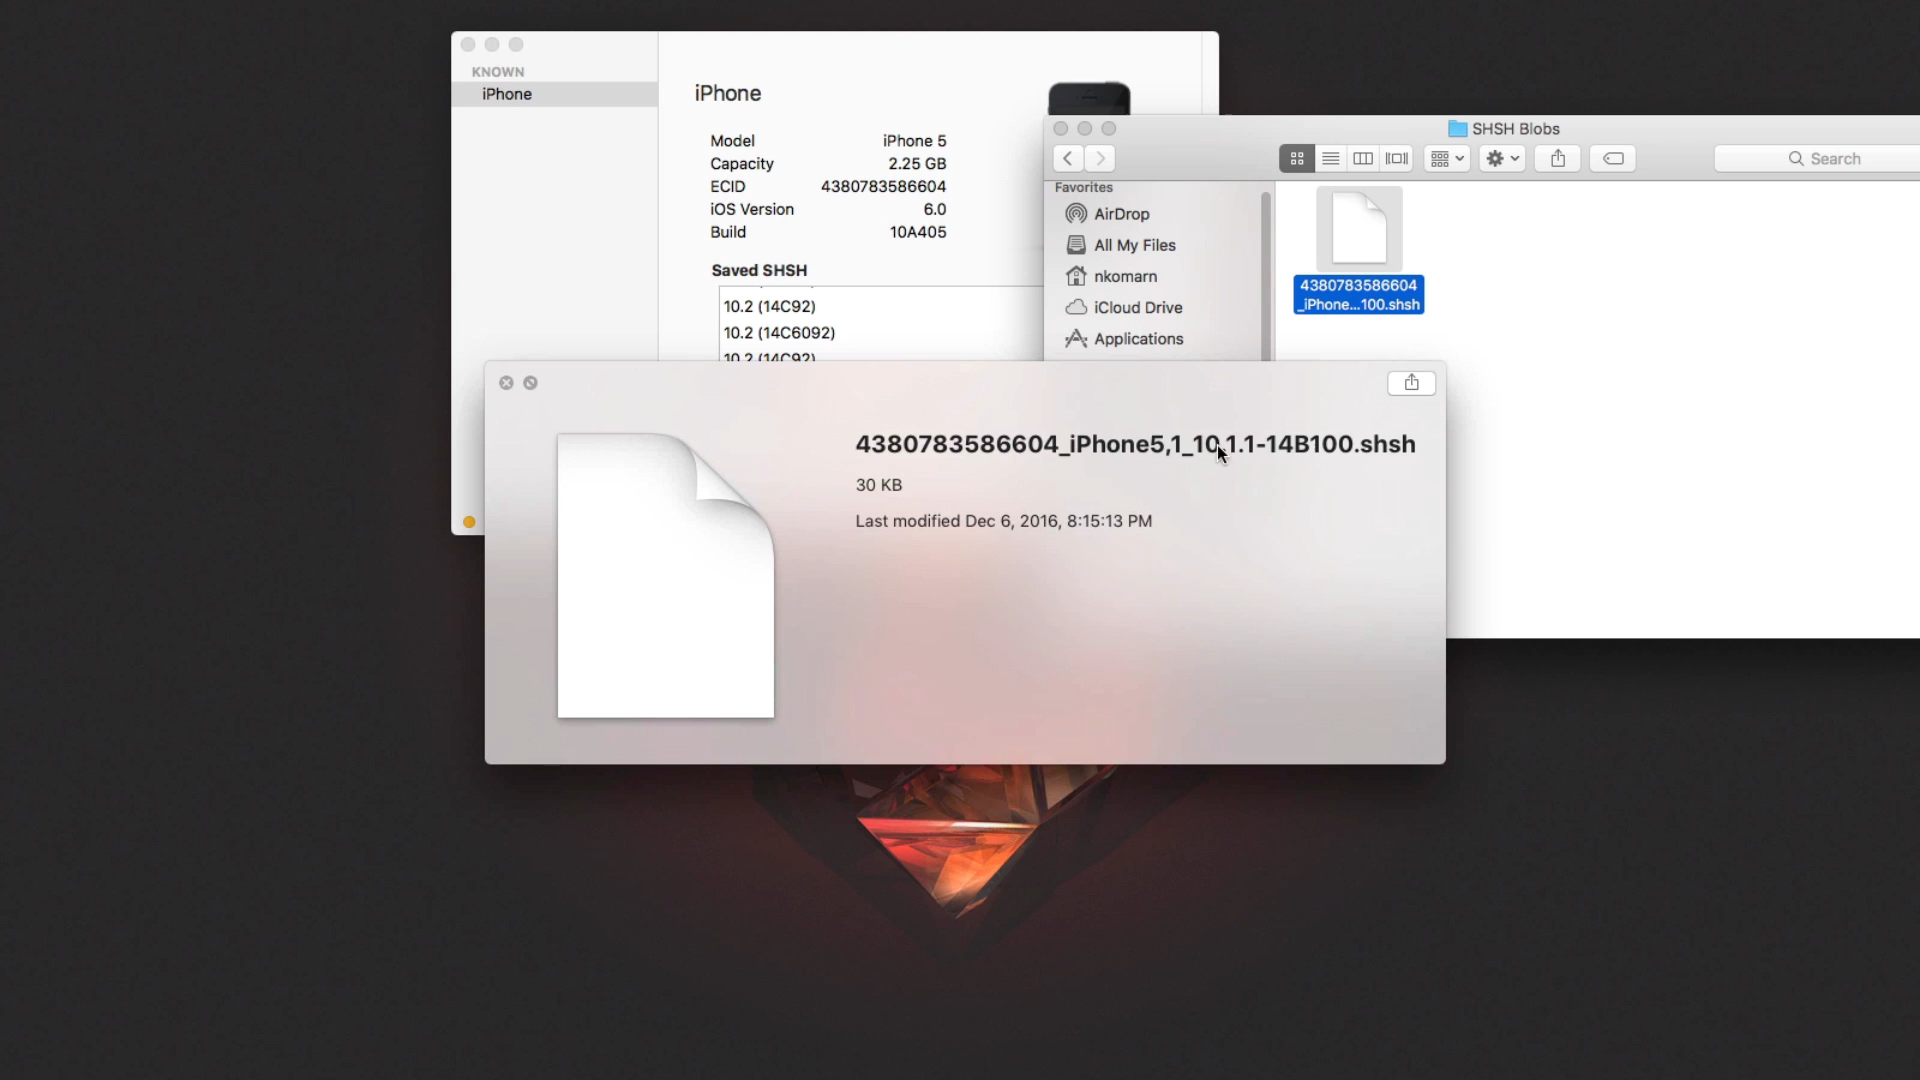 KNOWN
iPhone
iPhone
Model iPhone 5
Capacity 2.25 GB
ECID 4380783586604
iOS Version 6.0
Build 10A405
Saved SHSH
10.2 (14C92)
10.2 (14C6092)
10.2 (14C92)
SHSH Blobs
Search
Favorites
AirDrop
All My Files
nkomarn
iCloud Drive
Applications
4380783586604
_iPhone...100.shsh
4380783586604_iPhone5,1_10.1.1-14B100.shsh
30 KB
Last modified Dec 6, 2016, 8:15:13 PM